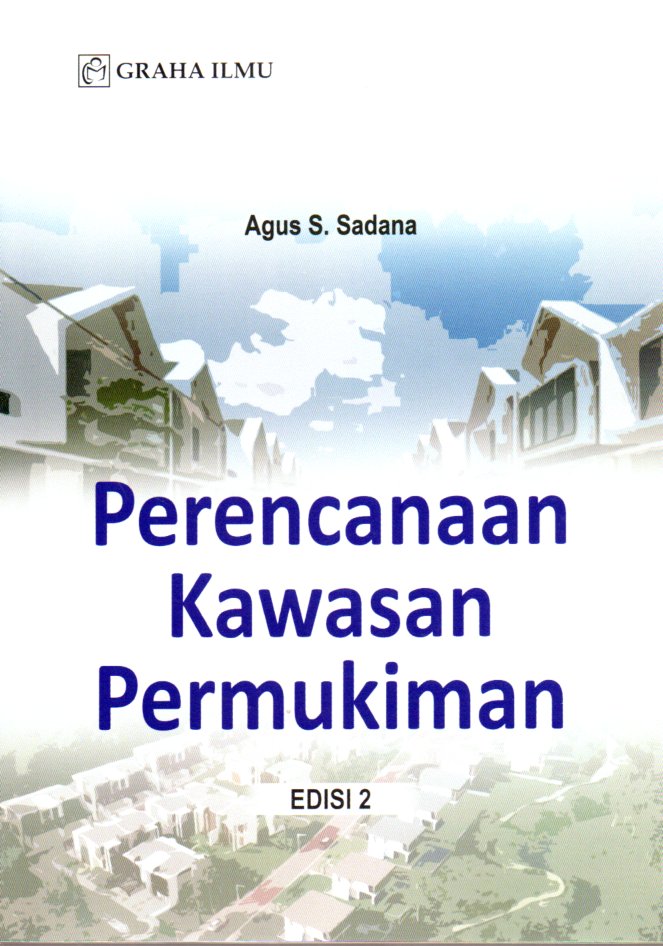 GRAHA ILMU
Agus S. Sadana
Perencanaan
Kawasan
Permukiman
EDISI 2